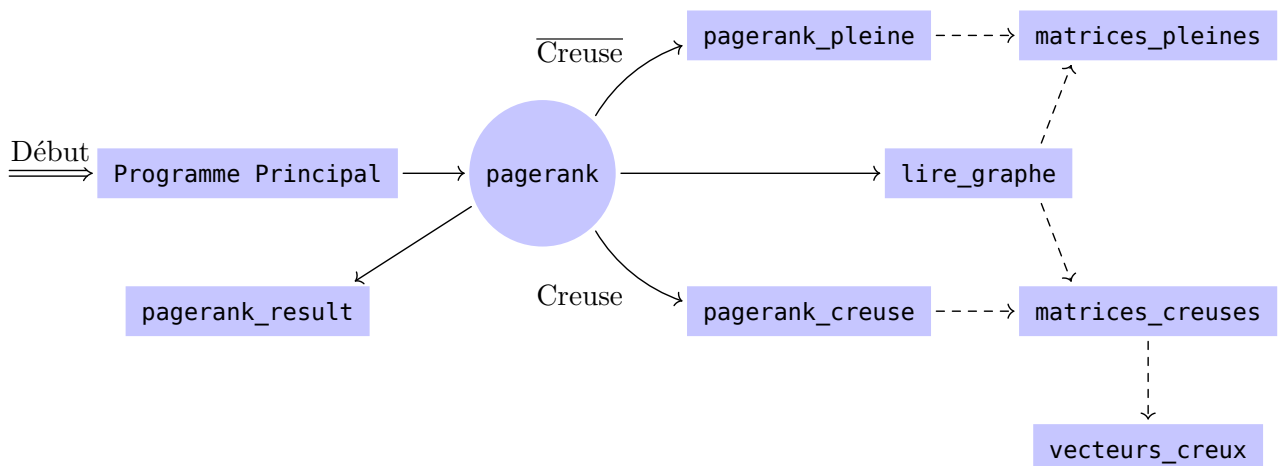 pagerank_pleine
matrices_pleines
Creuse
Début
Programme Principal
pagerank
lire_graphe
Creuse
pagerank_result
pagerank_creuse
matrices_creuses
vecteurs_creux